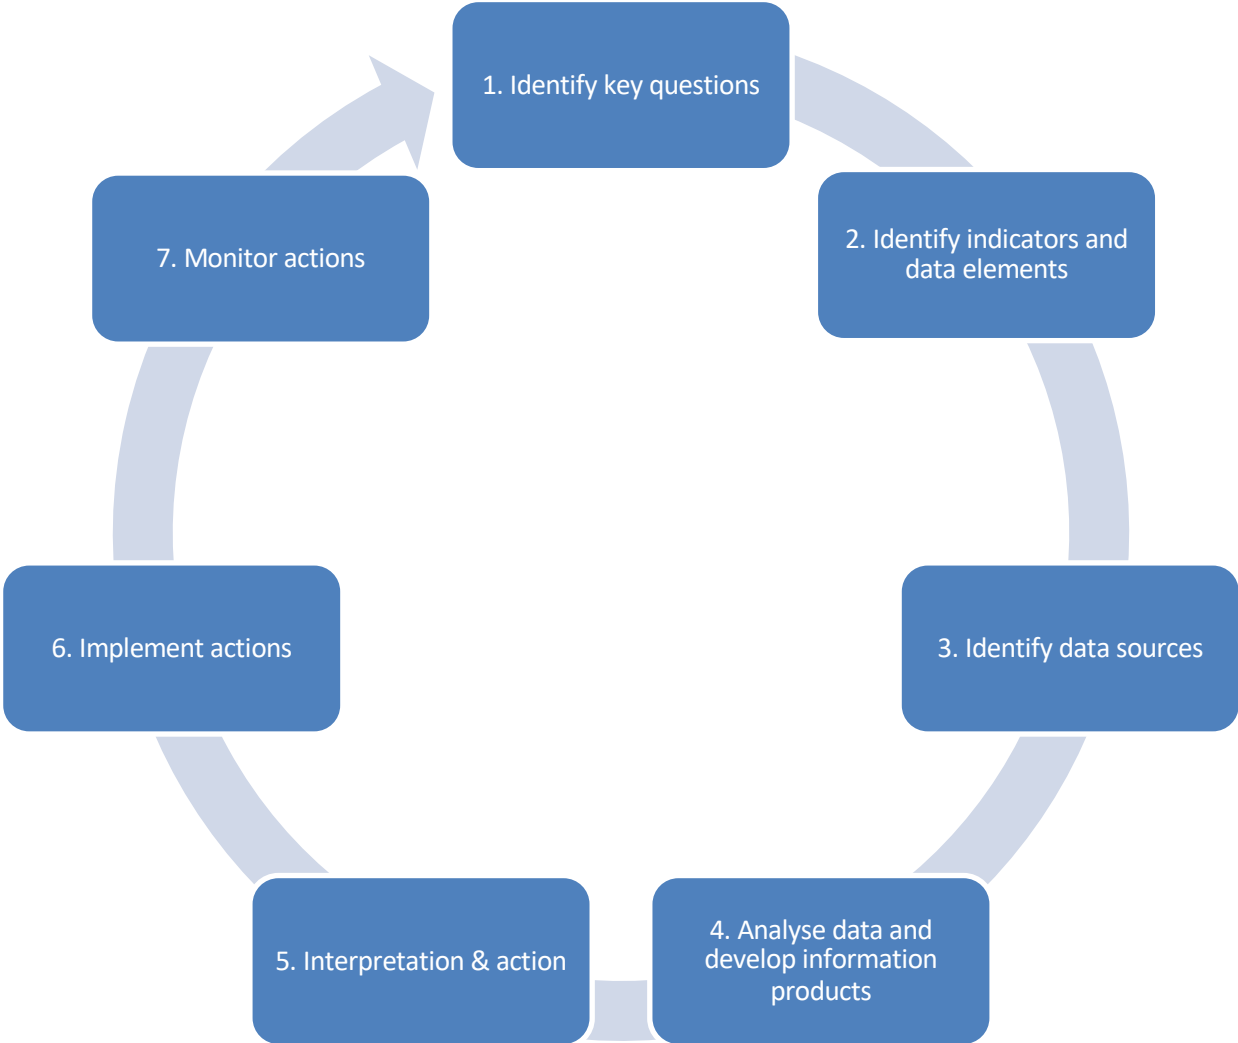 1. Identify key questions
2. Identify indicators and
data elements
3. Identify data sources
4. Analyse data and
develop information
products
5. Interpretation & action
6. Implement actions
7. Monitor actions